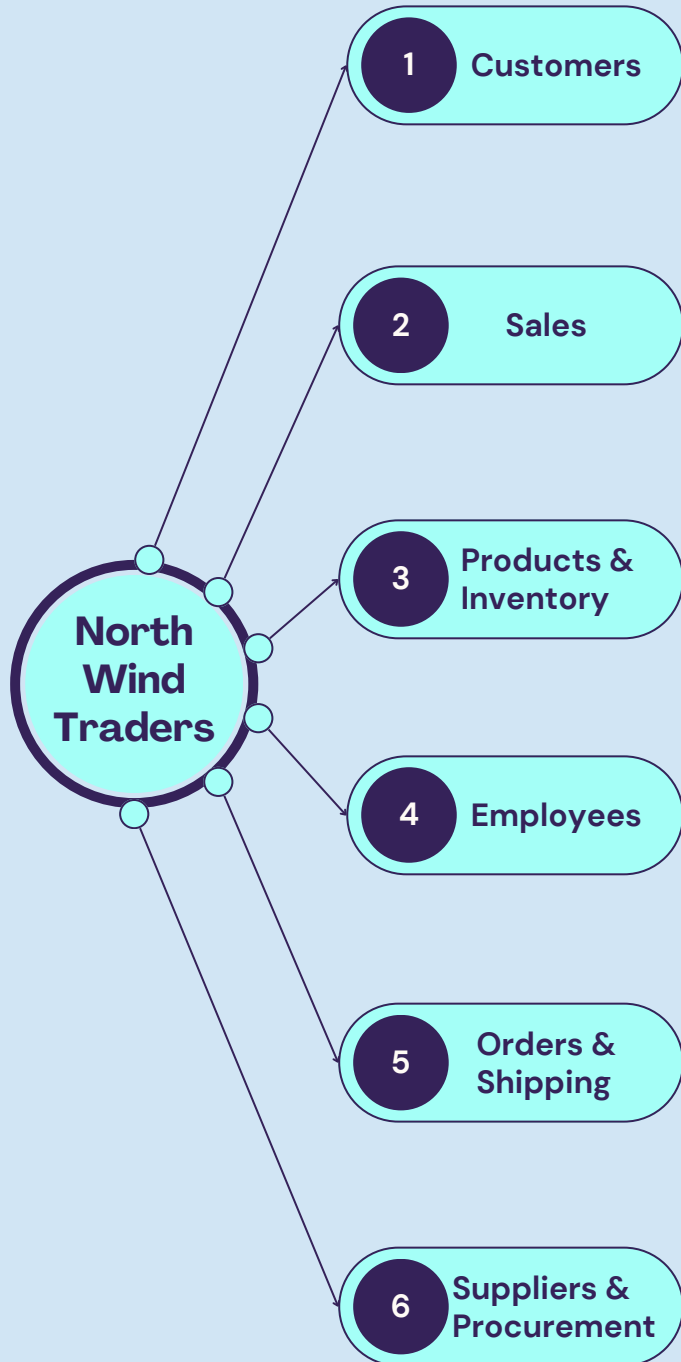 1 Customers
2 Sales
3 Products &
Inventory
North
Wind
Traders
4 Employees
5 Orders &
Shipping
6 Suppliers &
Procurement